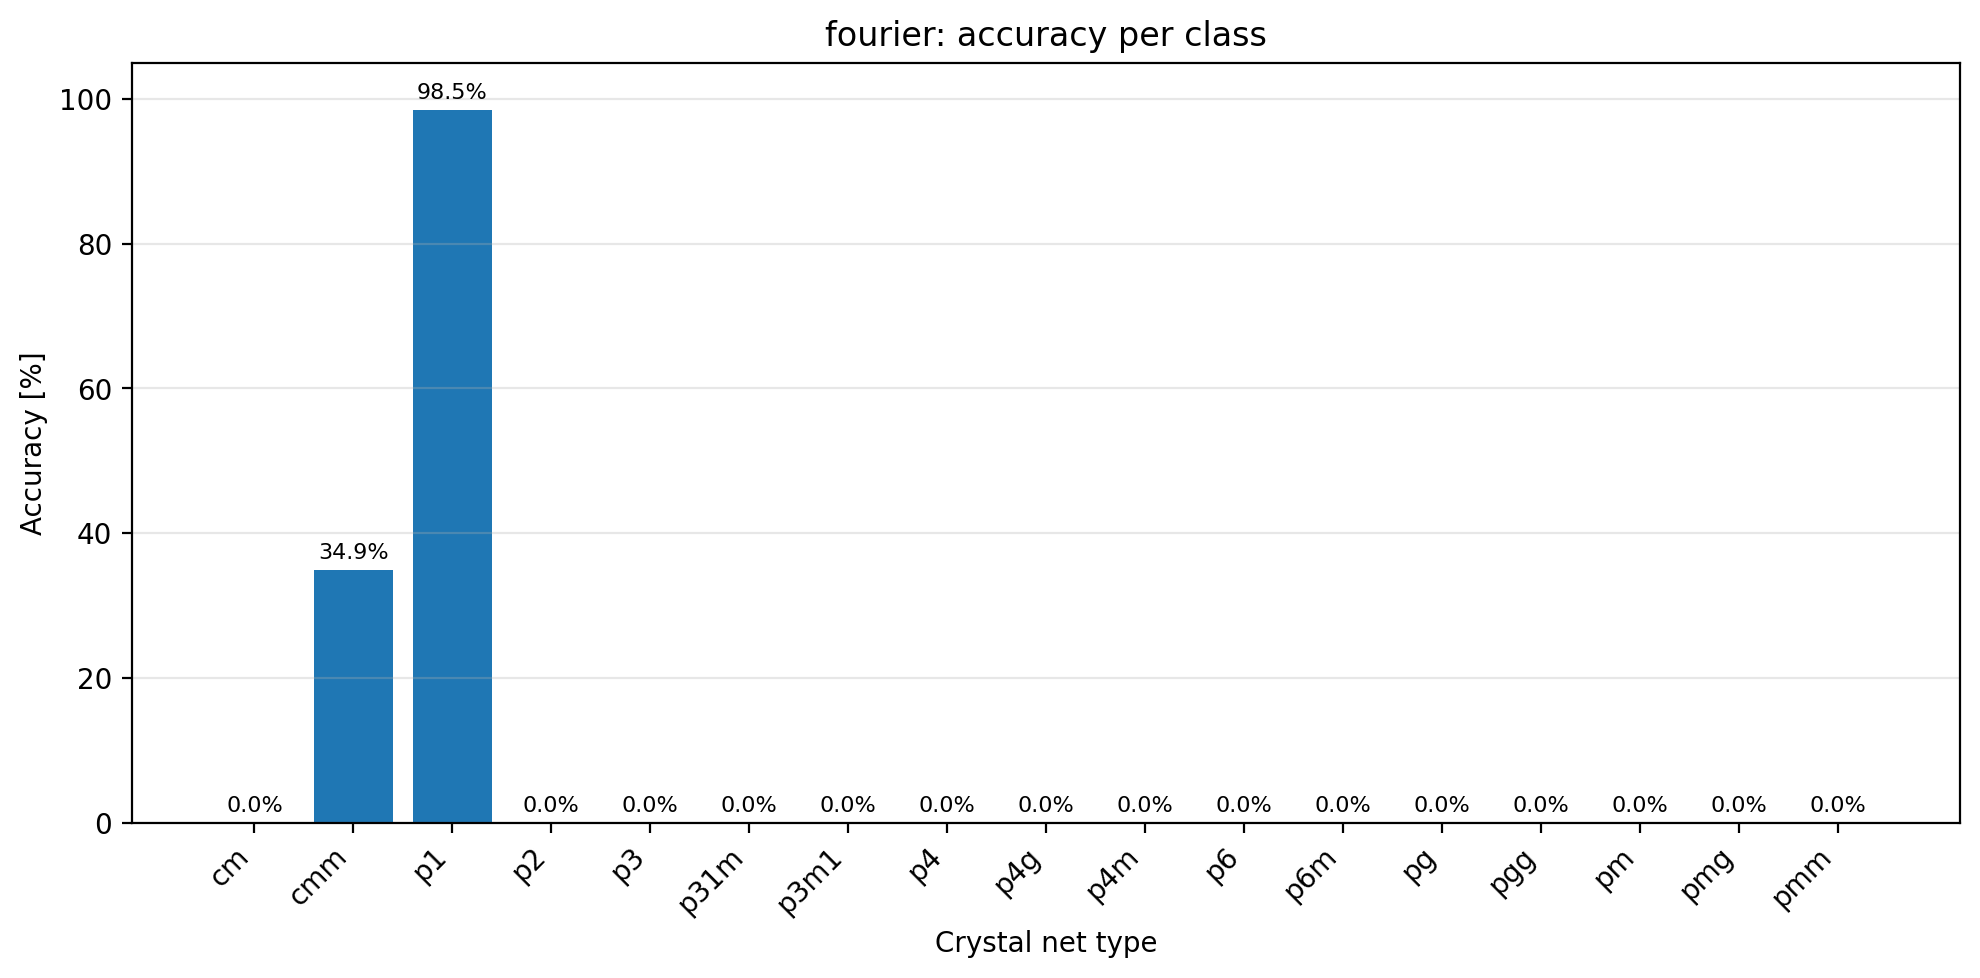 fourier: accuracy per class
Accuracy [%]
100
80
60
40
20
0
98.5%
34.9%
0.0% 0.0% 0.0% 0.0% 0.0% 0.0% 0.0% 0.0% 0.0% 0.0% 0.0% 0.0% 0.0% 0.0% 0.0%
cm cmm p1 p2 p3 p31m p3m1 p4 p4g p4m p6 p6m pg pgg pm pmg pmm
Crystal net type